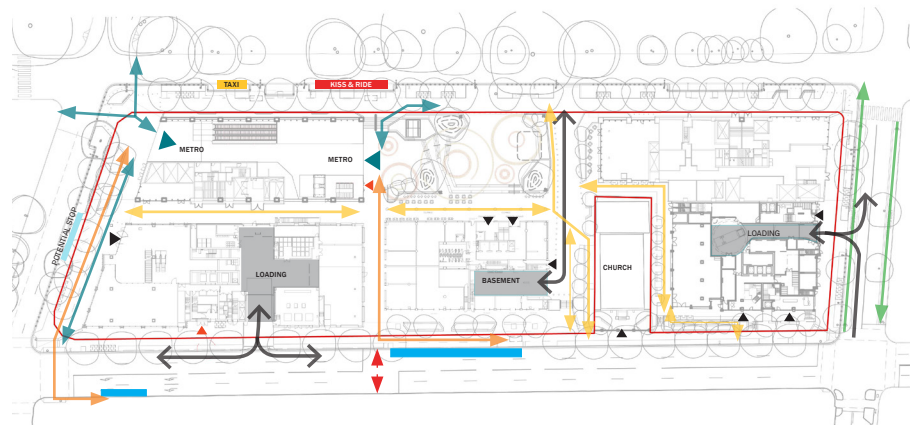 TAXI
KISS & RIDE
METRO
METRO
POTENTIAL STOP
LOADING
LOADING
BASEMENT
CHURCH